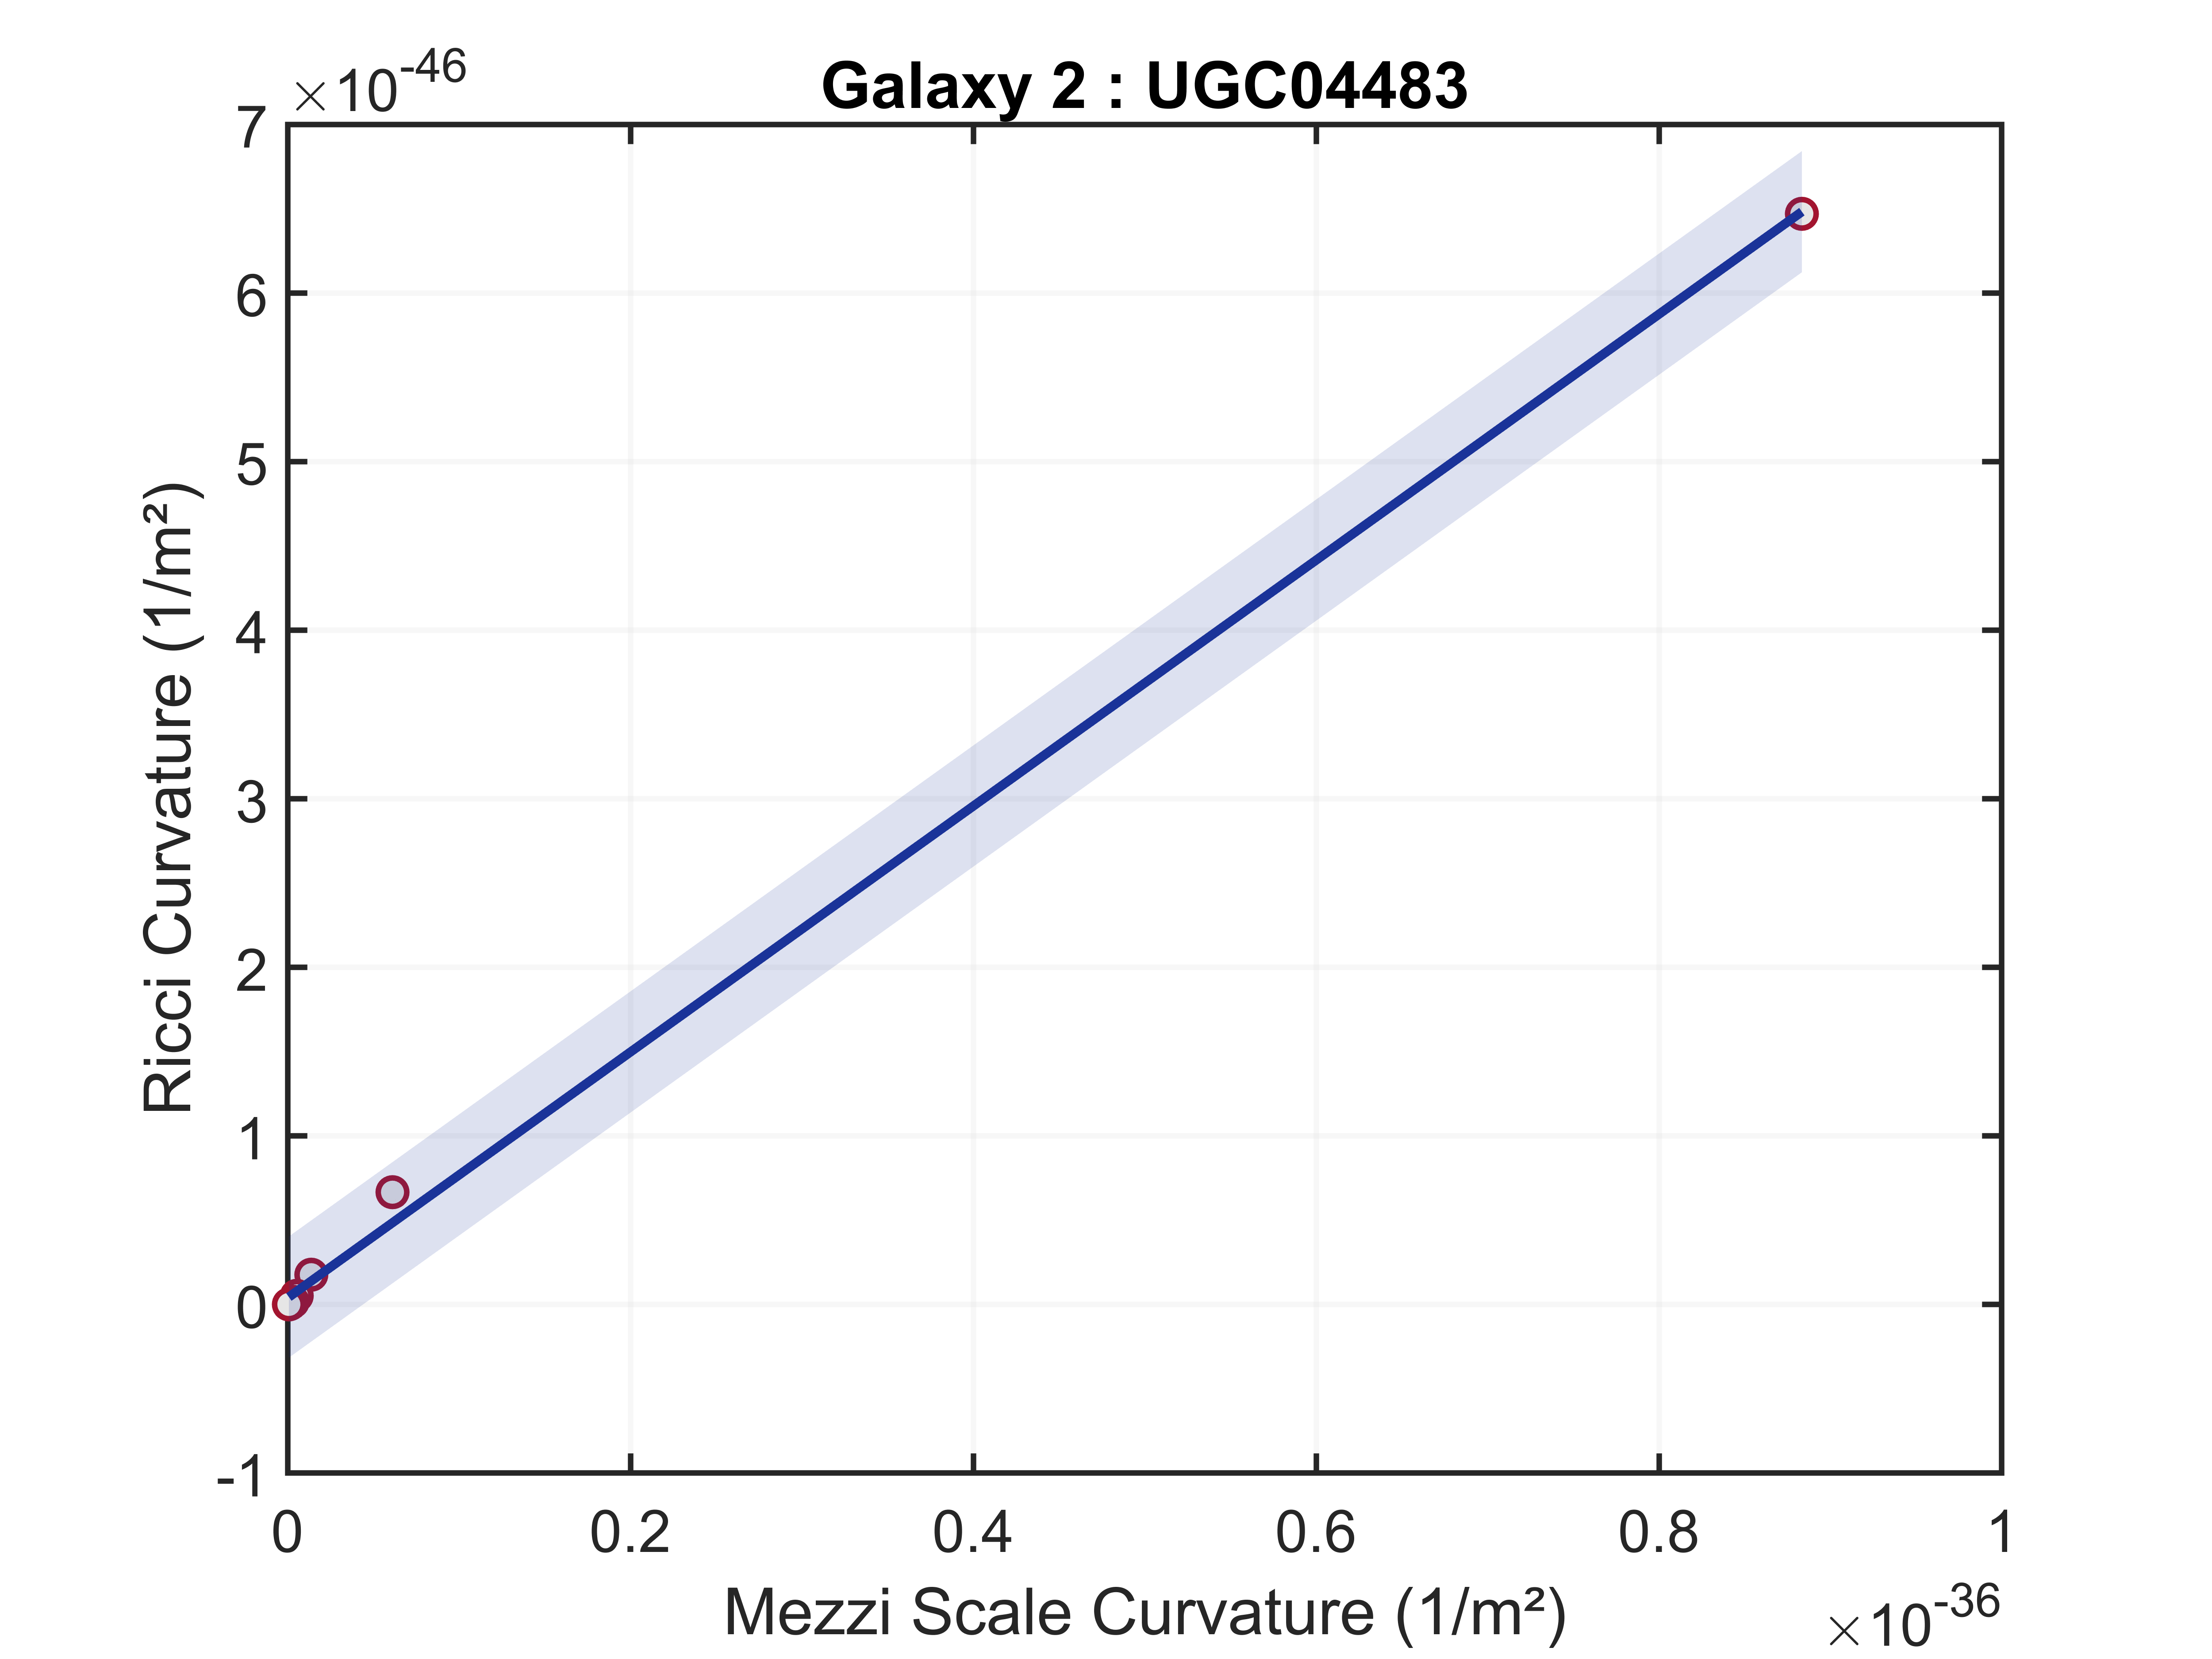 Galaxy 2 : UGC04483
×10⁻⁴⁶
7
6
5
4
3
2
1
0
-1
Ricci Curvature (1/m²)
0 0.2 0.4 0.6 0.8 1
Mezzi Scale Curvature (1/m²)
×10⁻³⁶